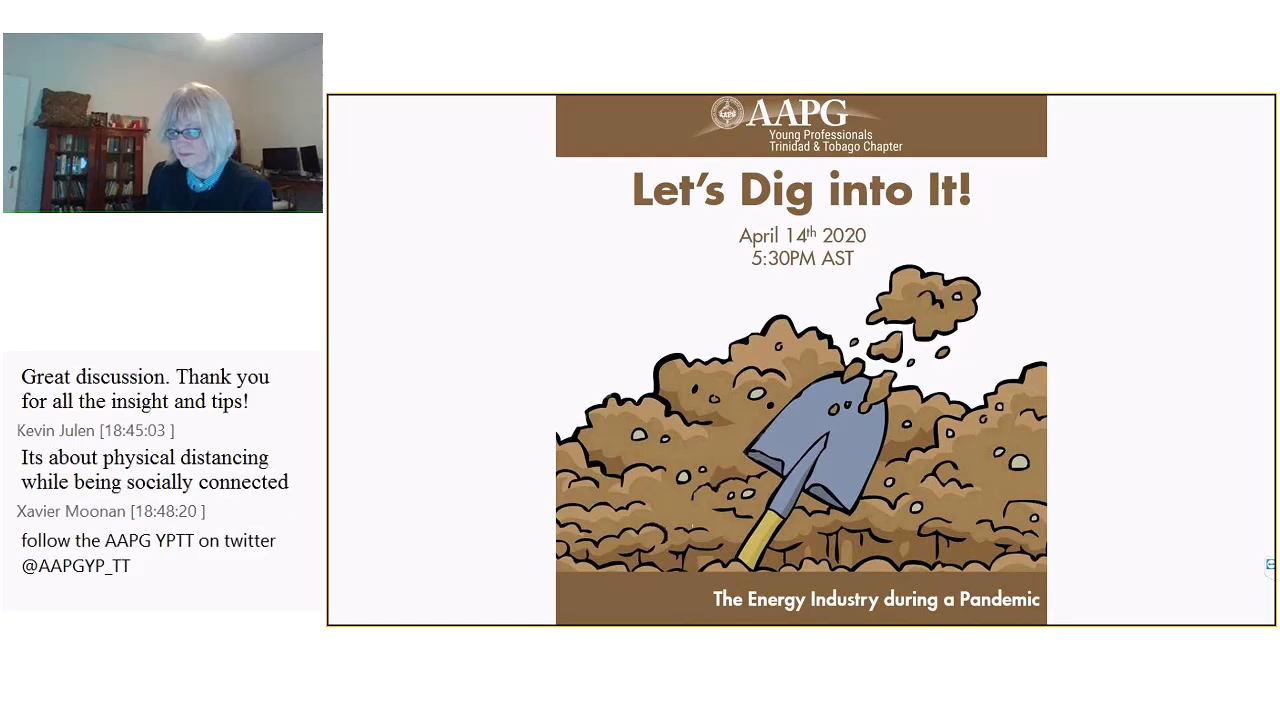 AAPG
Young Professionals
Trinidad & Tobago Chapter
Let's Dig into It!
April 14th 2020
5:30PM AST
The Energy Industry during a Pandemic
Great discussion. Thank you
for all the insight and tips!
Kevin Julen [18:45:03 ]
Its about physical distancing
while being socially connected
Xavier Moonan [18:48:20 ]
follow the AAPG YPTT on twitter
@AAPGYP_TT